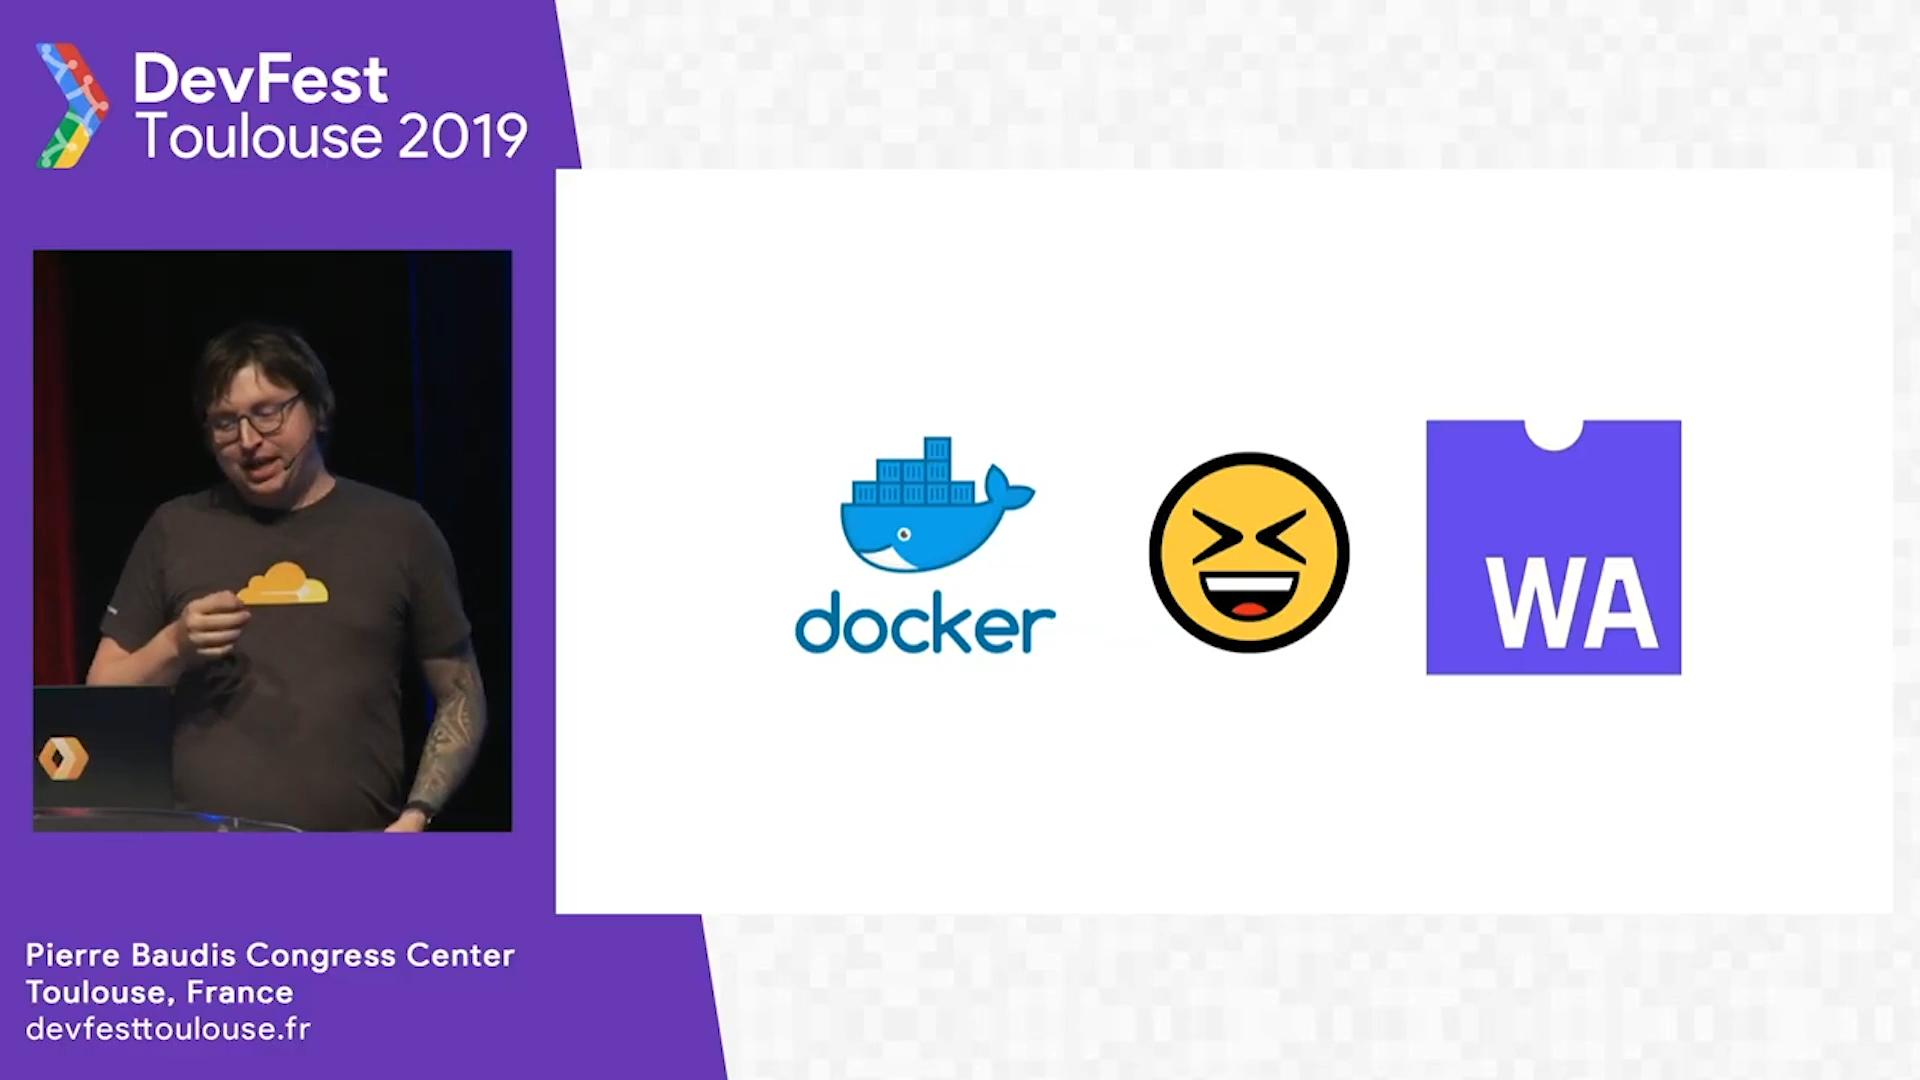 DevFest
Toulouse 2019
docker
WA
Pierre Baudis Congress Center
Toulouse, France
devfesttoulouse.fr